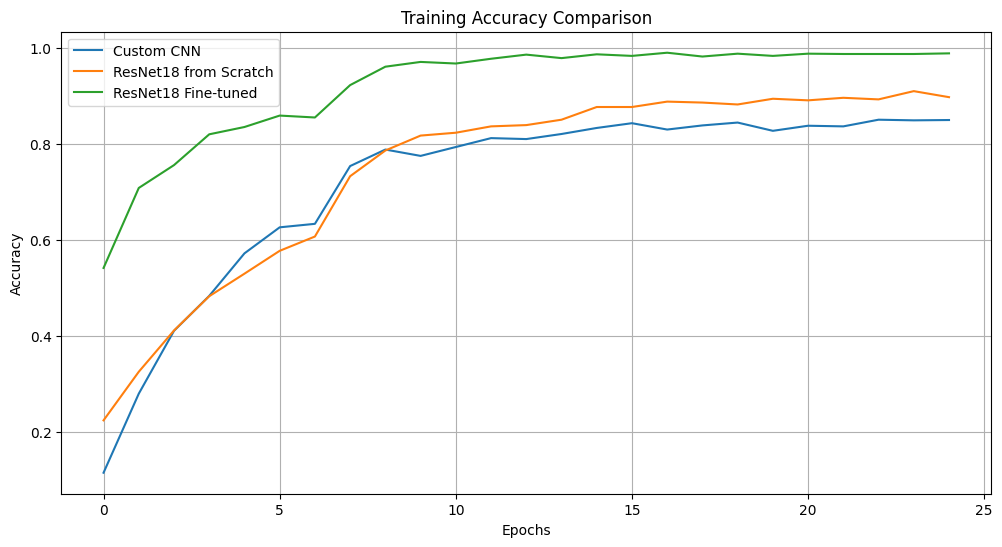 Training Accuracy Comparison
Custom CNN
ResNet18 from Scratch
ResNet18 Fine-tuned
Accuracy
1.0
0.8
0.6
0.4
0.2
0 5 10 15 20 25
Epochs